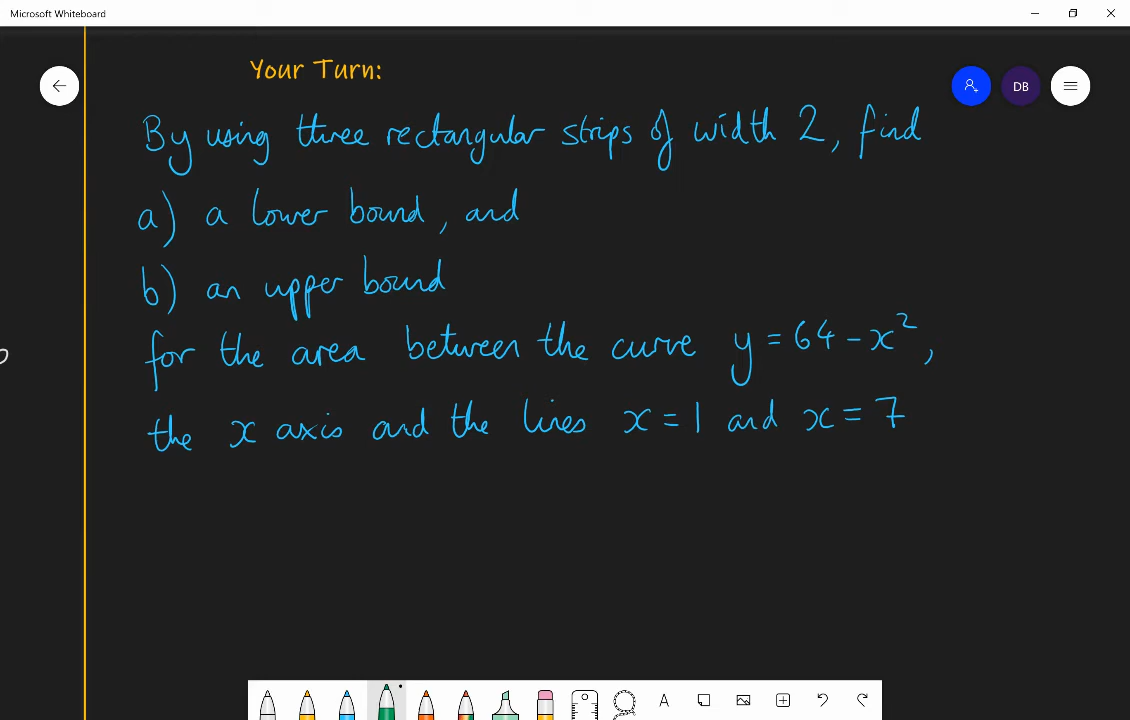 Microsoft Whiteboard
Your Turn:
DB
By using three rectangular strips of width 2, find
a) a lower bound, and
b) an upper bound
for the area between the curve y = 64 - x²,
the x axis and the lines x = 1 and x = 7
A